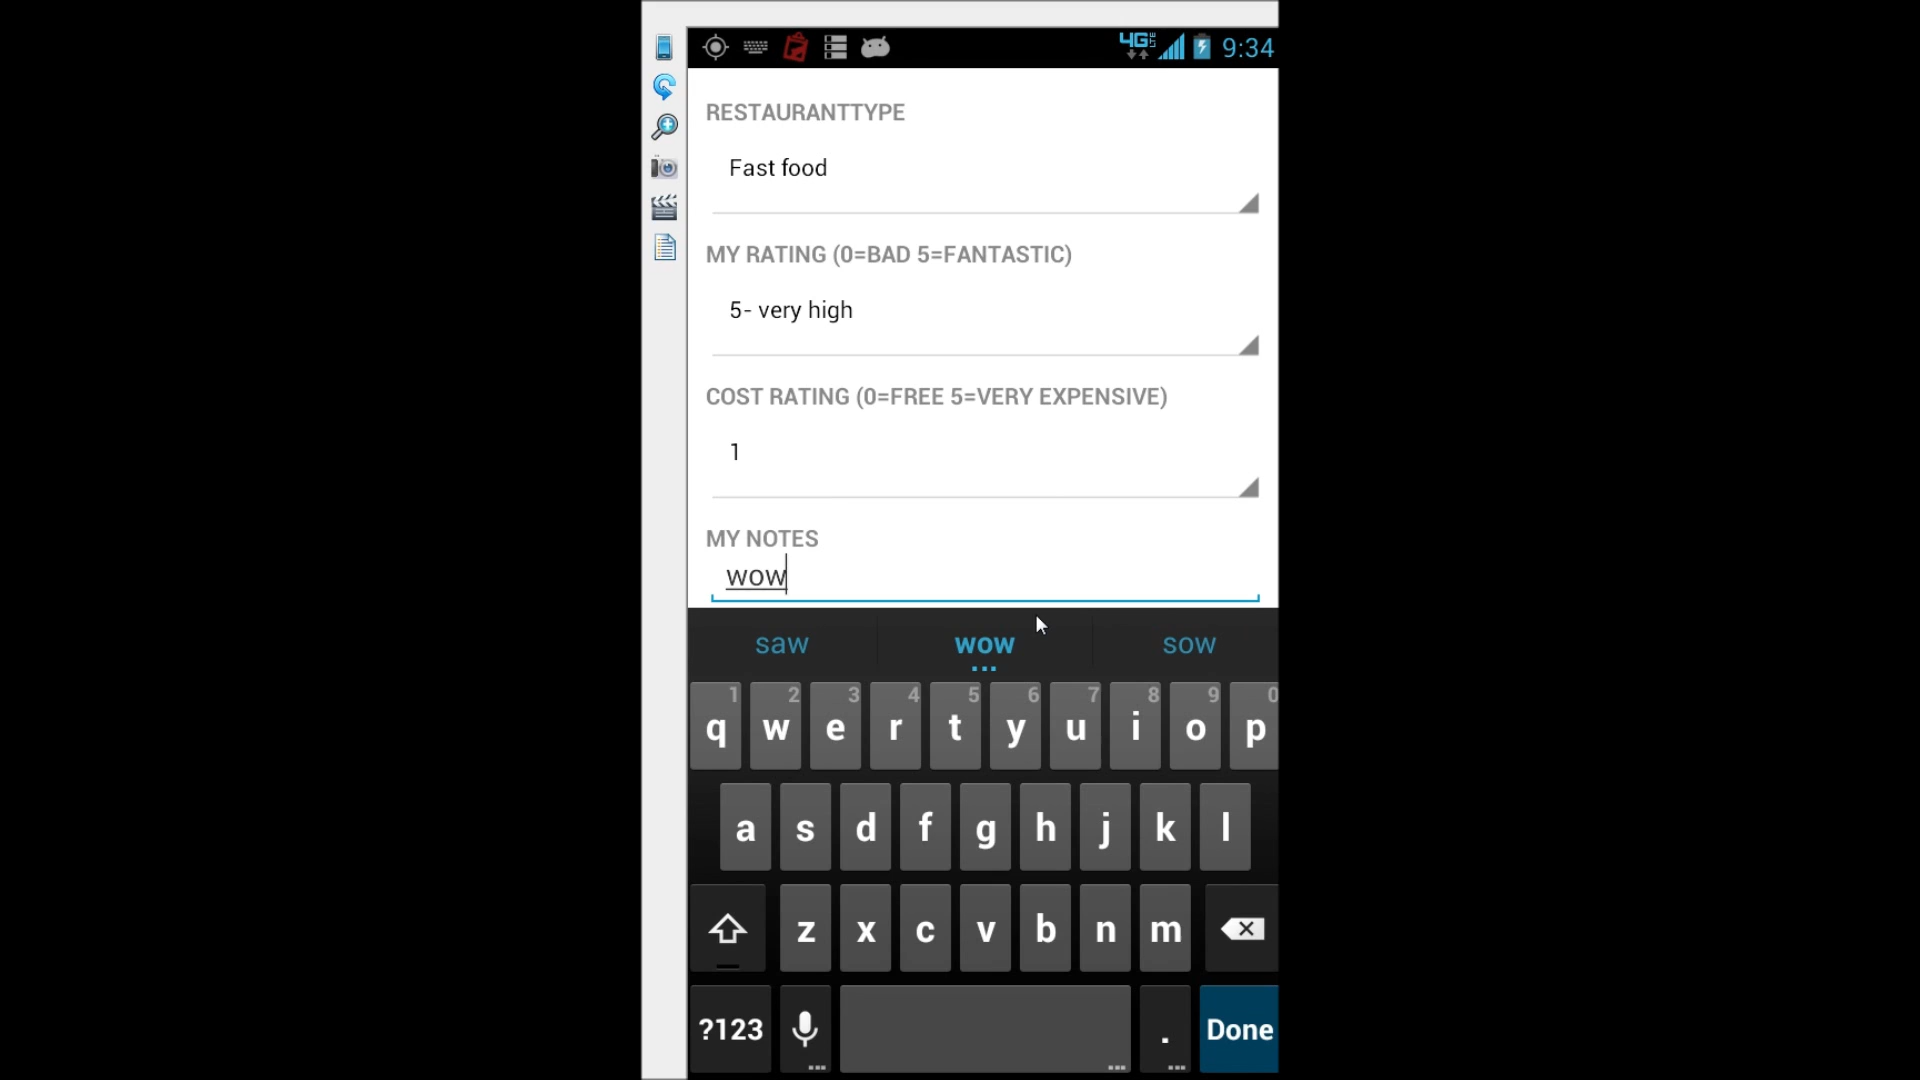 4G LTE 9:34
RESTAURANTTYPE
Fast food
MY RATING (0=BAD 5=FANTASTIC)
5- very high
COST RATING (0=FREE 5=VERY EXPENSIVE)
1
MY NOTES
wow
saw wow sow
1 2 3 4 5 6 7 8 9 0
q w e r t y u i o p
a s d f g h j k l
z x c v b n m
?123 . Done